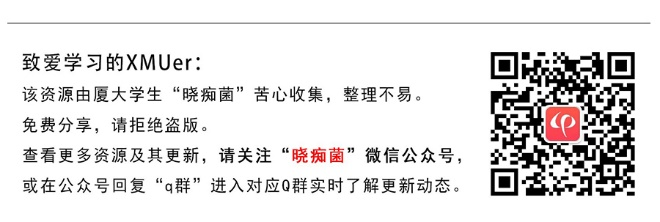 致爱学习的XMUer：
该资源由厦大学生“晓痴菌”苦心收集，整理不易。
免费分享，请拒绝盗版。
查看更多资源及其更新，请关注“晓痴菌”微信公众号，
或在公众号回复“q群”进入对应Q群实时了解更新动态。